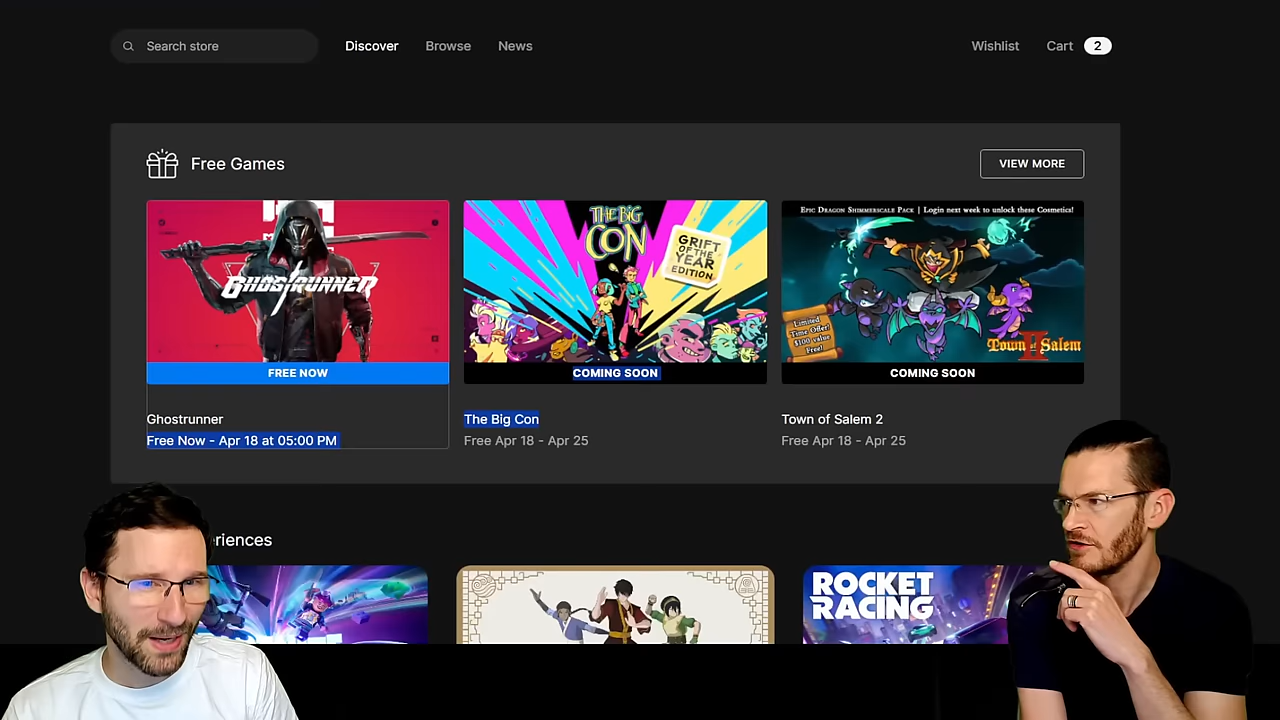 Search store
Discover
Browse
News
Wishlist
Cart
2
Free Games
VIEW MORE
GHOSTRUNNER
THE BIG
CON
GRIFT
OF THE
YEAR
EDITION
Epic Dragon Shimmerscale Pack | Login next week to unlock these Cosmetics!
Limited
Time Offer!
$100 value
Free!
Town of Salem
II
FREE NOW
COMING SOON
COMING SOON
Ghostrunner
The Big Con
Town of Salem 2
Free Now - Apr 18 at 05:00 PM
Free Apr 18 - Apr 25
Free Apr 18 - Apr 25
eriences
ROCKET
RACING